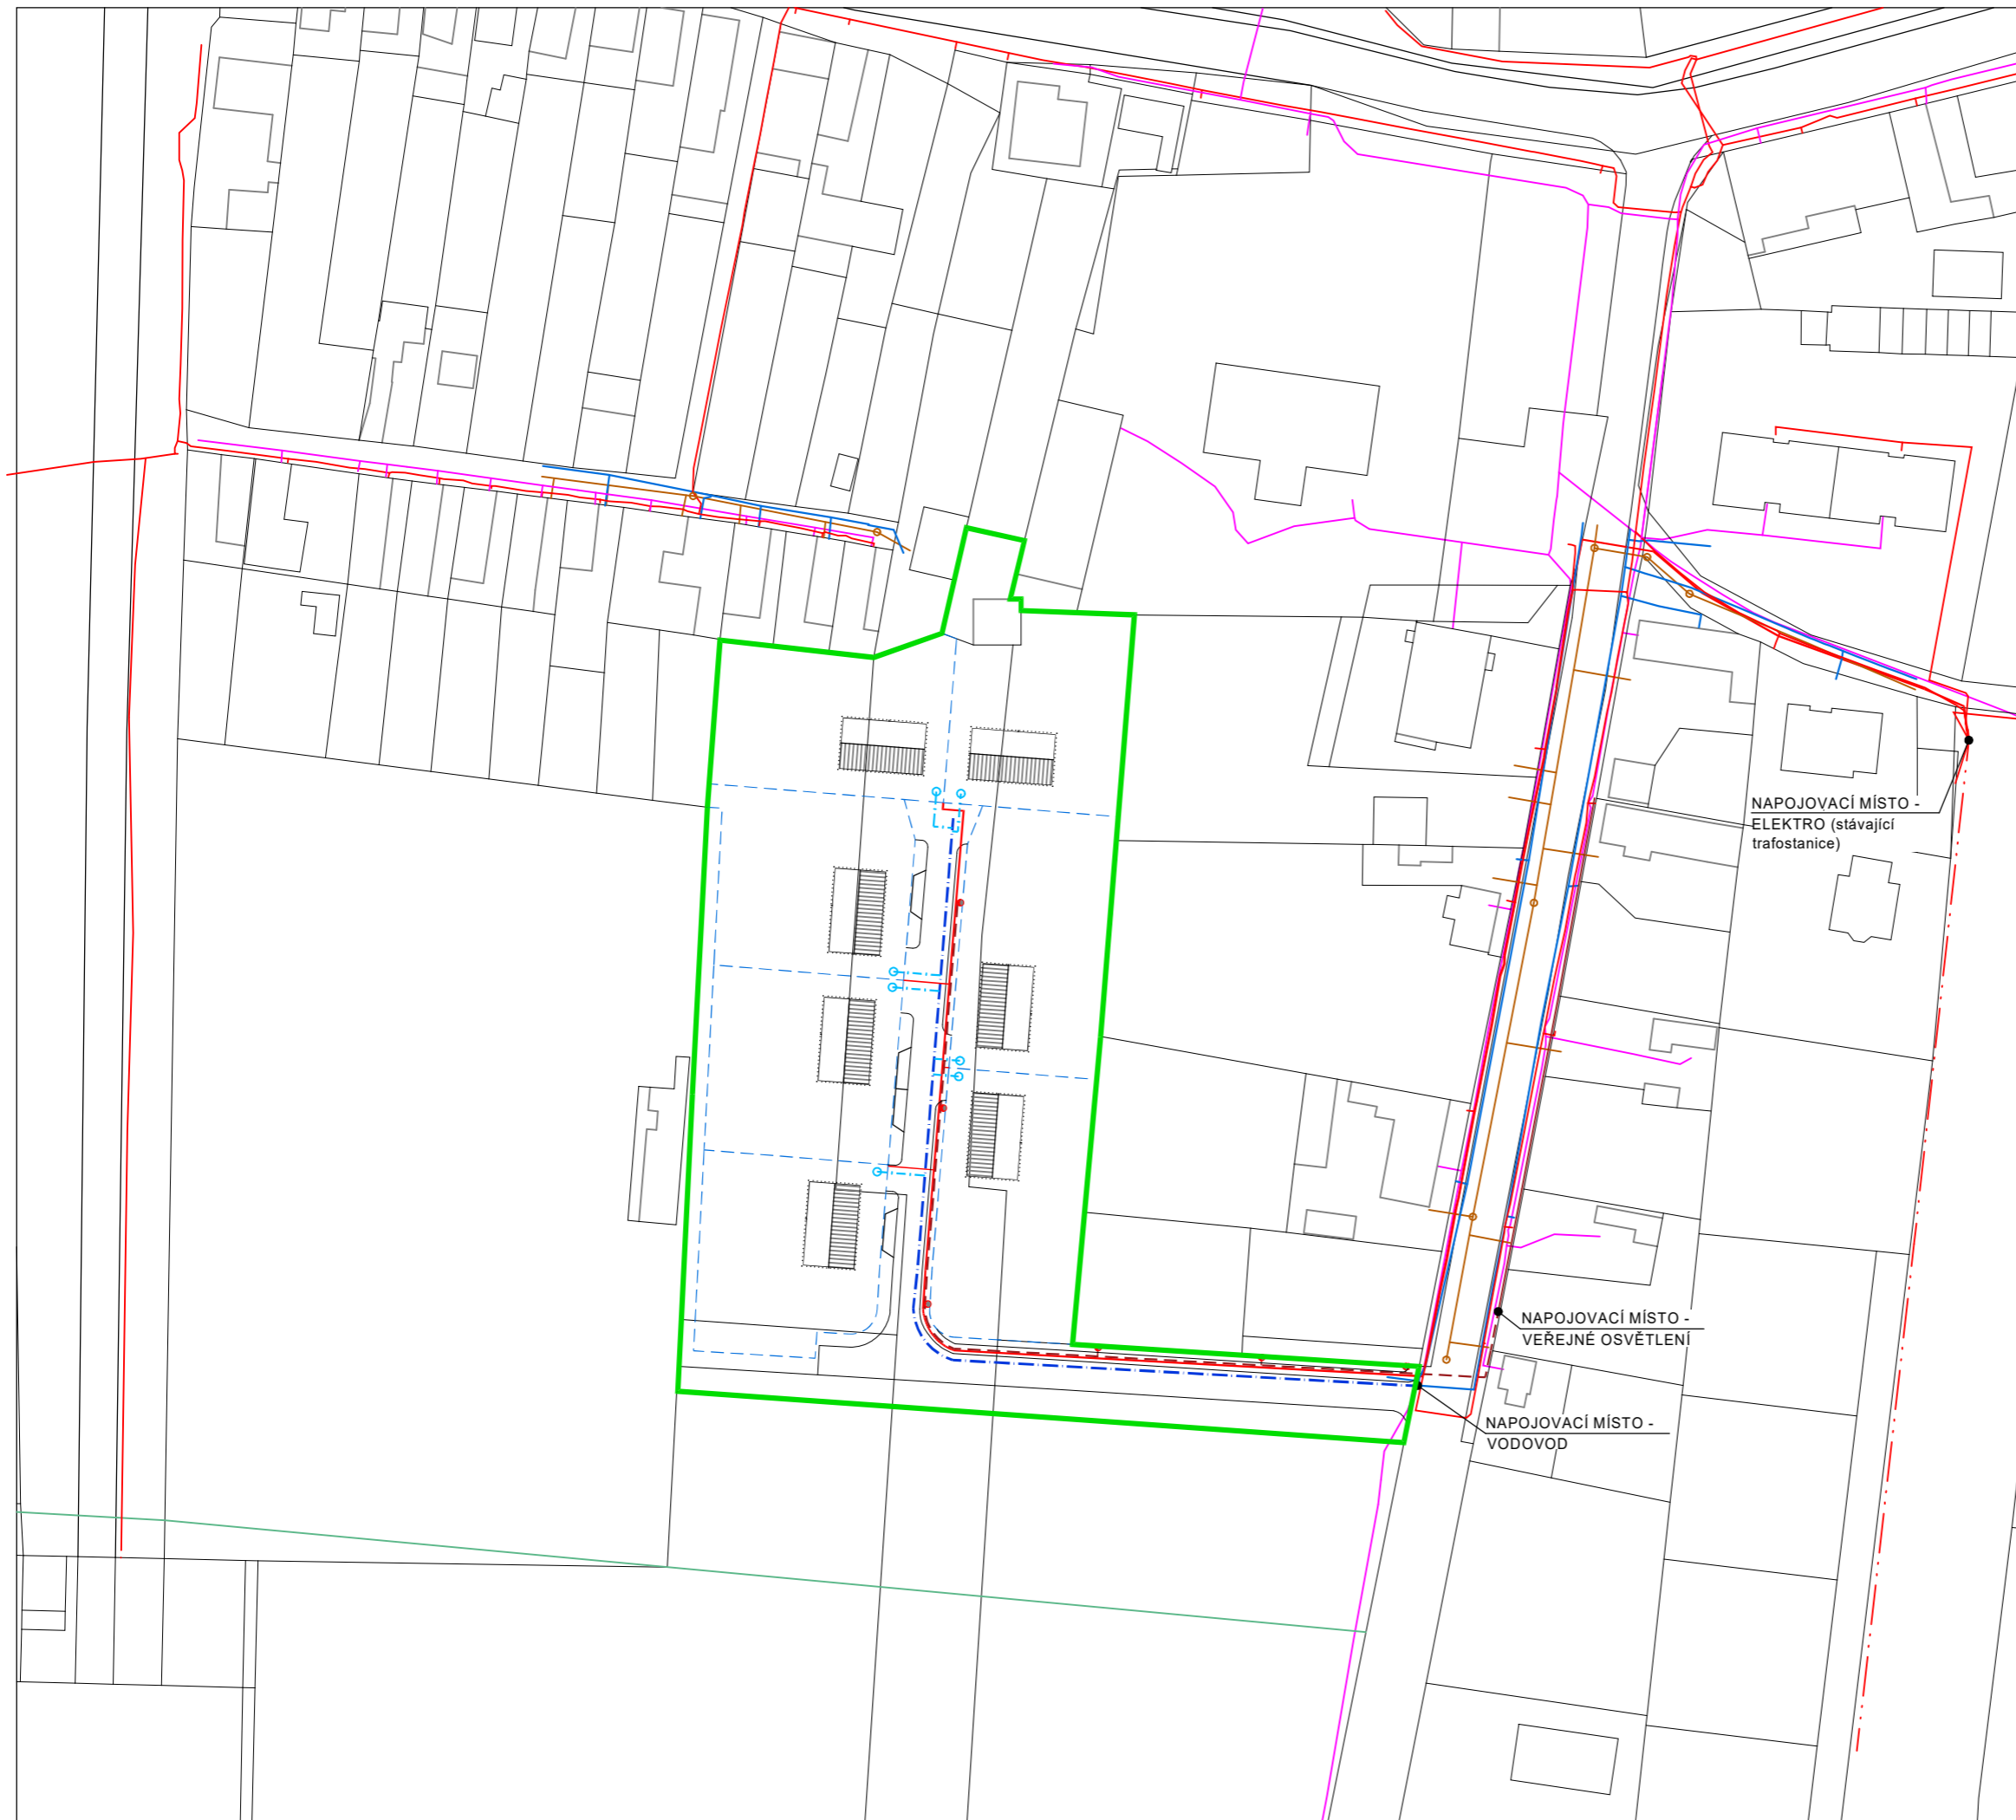 NAPOJOVACÍ MÍSTO -
ELEKTRO (stávající
trafostanice)
NAPOJOVACÍ MÍSTO -
VEŘEJNÉ OSVĚTLENÍ
NAPOJOVACÍ MÍSTO -
VODOVOD